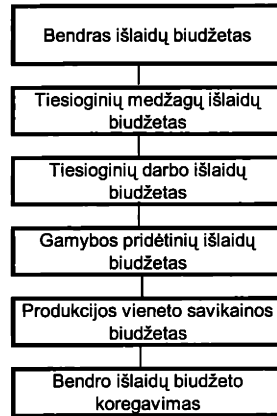 Bendras išlaidų biudžetas
Tiesioginių medžagų išlaidų
biudžetas
Tiesioginių darbo išlaidų
biudžetas
Gamybos pridėtinių išlaidų
biudžetas
Produkcijos vieneto savikainos
biudžetas
Bendro išlaidų biudžeto
koregavimas